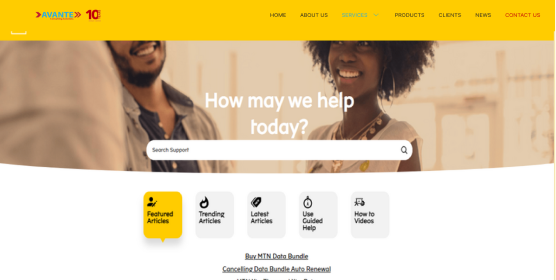 AVANTE 10
HOME ABOUT US SERVICES PRODUCTS CLIENTS NEWS CONTACT US
How may we help
today?
Search Support
Featured
Articles
Trending
Articles
Latest
Articles
Use
Guided
Help
How to
Videos
Buy MTN Data Bundle
Cancelling Data Bundle Auto Renewal